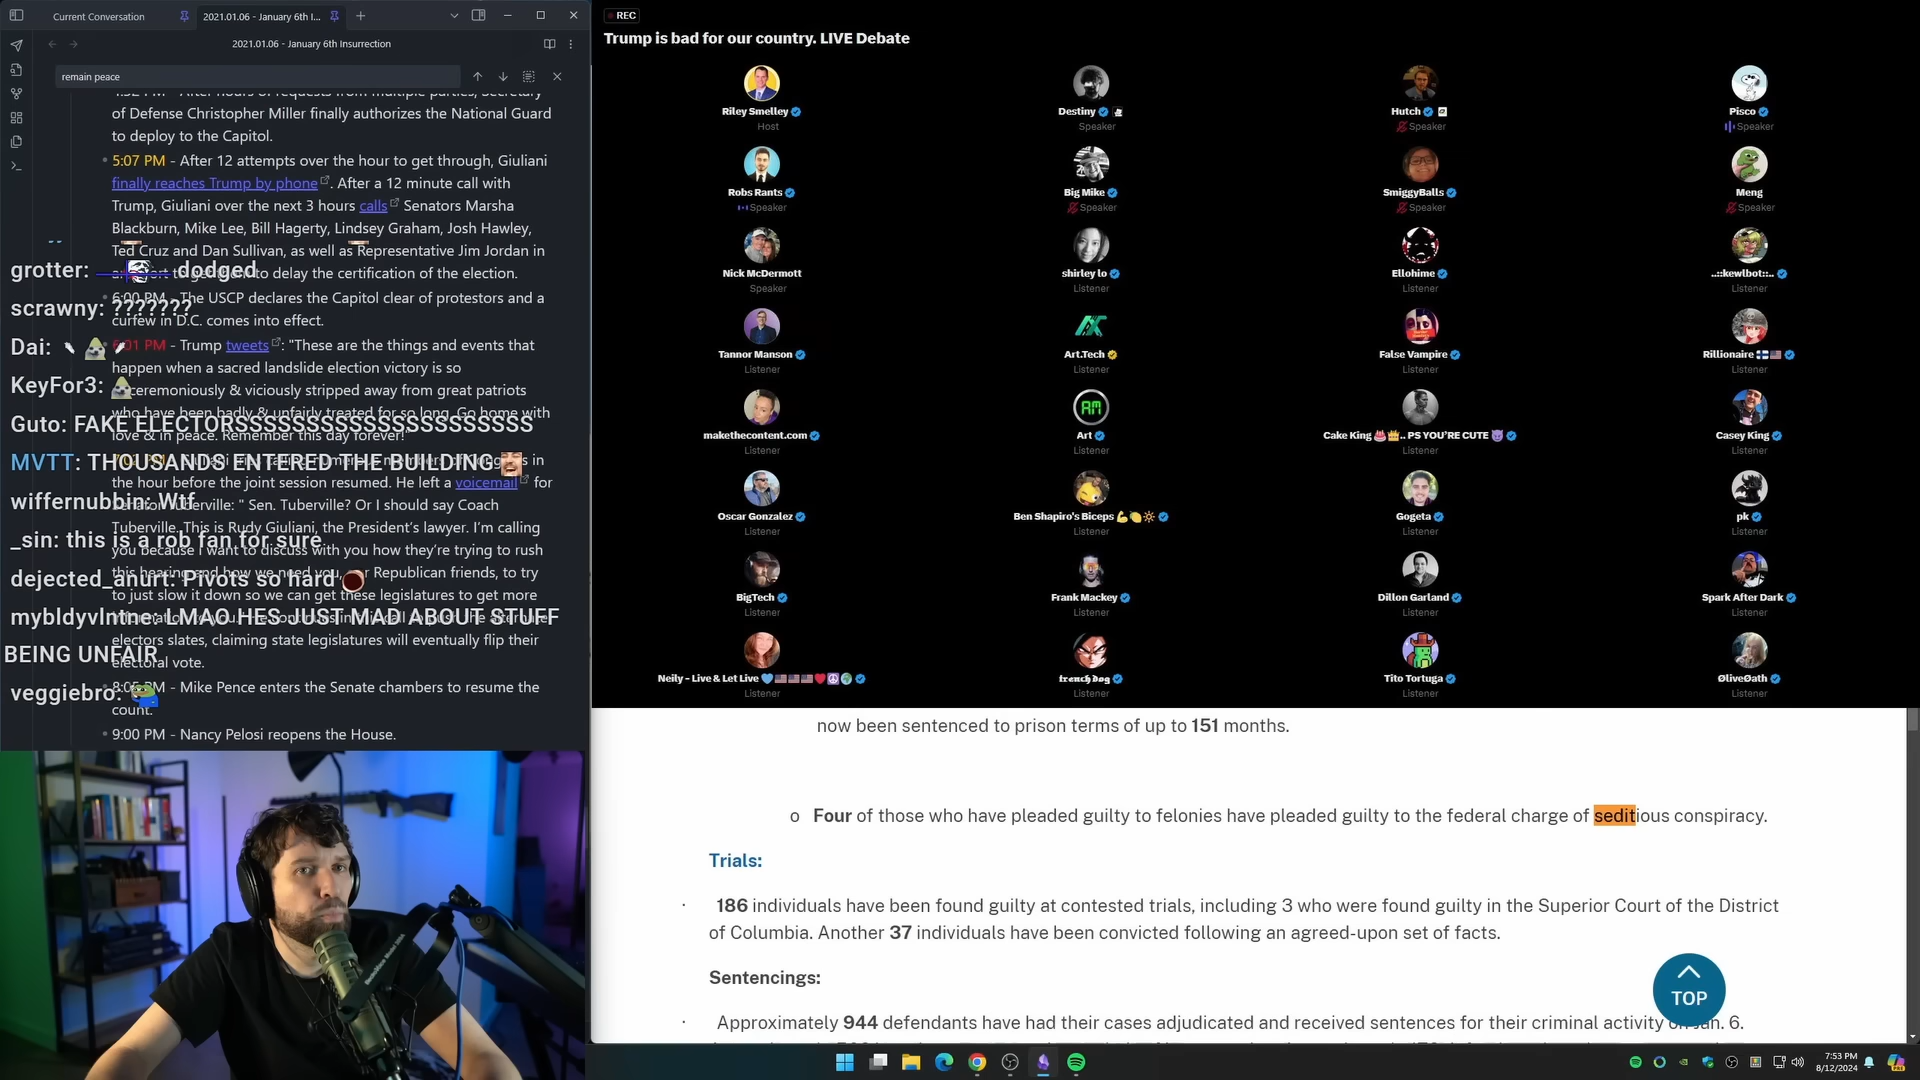 Current Conversation
2021.01.06 - January 6th I...
2021.01.06 - January 6th Insurrection
remain peace
of Defense Christopher Miller finally authorizes the National Guard
to deploy to the Capitol.
5:07 PM - After 12 attempts over the hour to get through, Giuliani
finally reaches Trump by phone. After a 12 minute call with
Trump, Giuliani over the next 3 hours calls Senators Marsha
Blackburn, Mike Lee, Bill Hagerty, Lindsey Graham, Josh Hawley,
Ted Cruz and Dan Sullivan, as well as Representative Jim Jordan in
to delay the certification of the election.
6:00 PM - The USCP declares the Capitol clear of protestors and a
curfew in D.C. comes into effect.
- Trump tweets: "These are the things and events that
happen when a sacred landslide election victory is so
unceremoniously & viciously stripped away from great patriots
who have been badly & unfairly treated for so long. Go home with
love & in peace. Remember this day forever!"
in
the hour before the joint session resumed. He left a voicemail for
Senator Tuberville: " Sen. Tuberville? Or I should say Coach
Tuberville. This is Rudy Giuliani, the President's lawyer. I'm calling
you because I want to discuss with you how they're trying to rush
this hearing and how we need you, our Republican friends, to try
to just slow it down so we can get these legislatures to get more
electors slates, claiming state legislatures will eventually flip their
electoral vote.
8:05 PM - Mike Pence enters the Senate chambers to resume the
count.
9:00 PM - Nancy Pelosi reopens the House.
grotter: dodged
scrawny: ???????
Dai:
KeyFor3:
Guto: FAKE ELECTORSSSSSSSSSSSSSSSSSSSSSS
MVTT: THOUSANDS ENTERED THE BUILDING
wiffernubbin: Wtf
_sin: this is a rob fan for sure
dejected_anurt: Pivots so hard
mybldyvlntne: LMAO HES JUST MAD ABOUT STUFF
BEING UNFAIR
veggiebro:
REC
Trump is bad for our country. LIVE Debate
Riley Smelley
Host
Destiny
Speaker
Hutch
Speaker
Pisco
Speaker
Robs Rants
Speaker
Big Mike
Speaker
SmiggyBalls
Speaker
Meng
Speaker
Nick McDermott
Speaker
shirley lo
Listener
Ellohime
Listener
..::kewlbot::..
Listener
Tannor Manson
Listener
Art.Tech
Listener
False Vampire
Listener
Rillionaire 🇫🇮🇺🇸
Listener
makethecontent.com
Listener
Art
Listener
Cake King 🎂👑.. PS YOU'RE CUTE 😈
Listener
Casey King
Listener
Oscar Gonzalez
Listener
Ben Shapiro's Biceps 💪🍋🔆
Listener
Gogeta
Listener
pk
Listener
BigTech
Listener
Frank Mackey
Listener
Dillon Garland
Listener
Spark After Dark
Listener
Neily - Live & Let Live 💙🇺🇸🇺🇸🇺🇸❤️☮️🌍
Listener
french dog
Listener
Tito Tortuga
Listener
ØliveØath
Listener
now been sentenced to prison terms of up to 151 months.
o Four of those who have pleaded guilty to felonies have pleaded guilty to the federal charge of seditious conspiracy.
Trials:
· 186 individuals have been found guilty at contested trials, including 3 who were found guilty in the Superior Court of the District
of Columbia. Another 37 individuals have been convicted following an agreed-upon set of facts.
Sentencings:
· Approximately 944 defendants have had their cases adjudicated and received sentences for their criminal activity on Jan. 6.
TOP
7:53 PM
8/12/2024